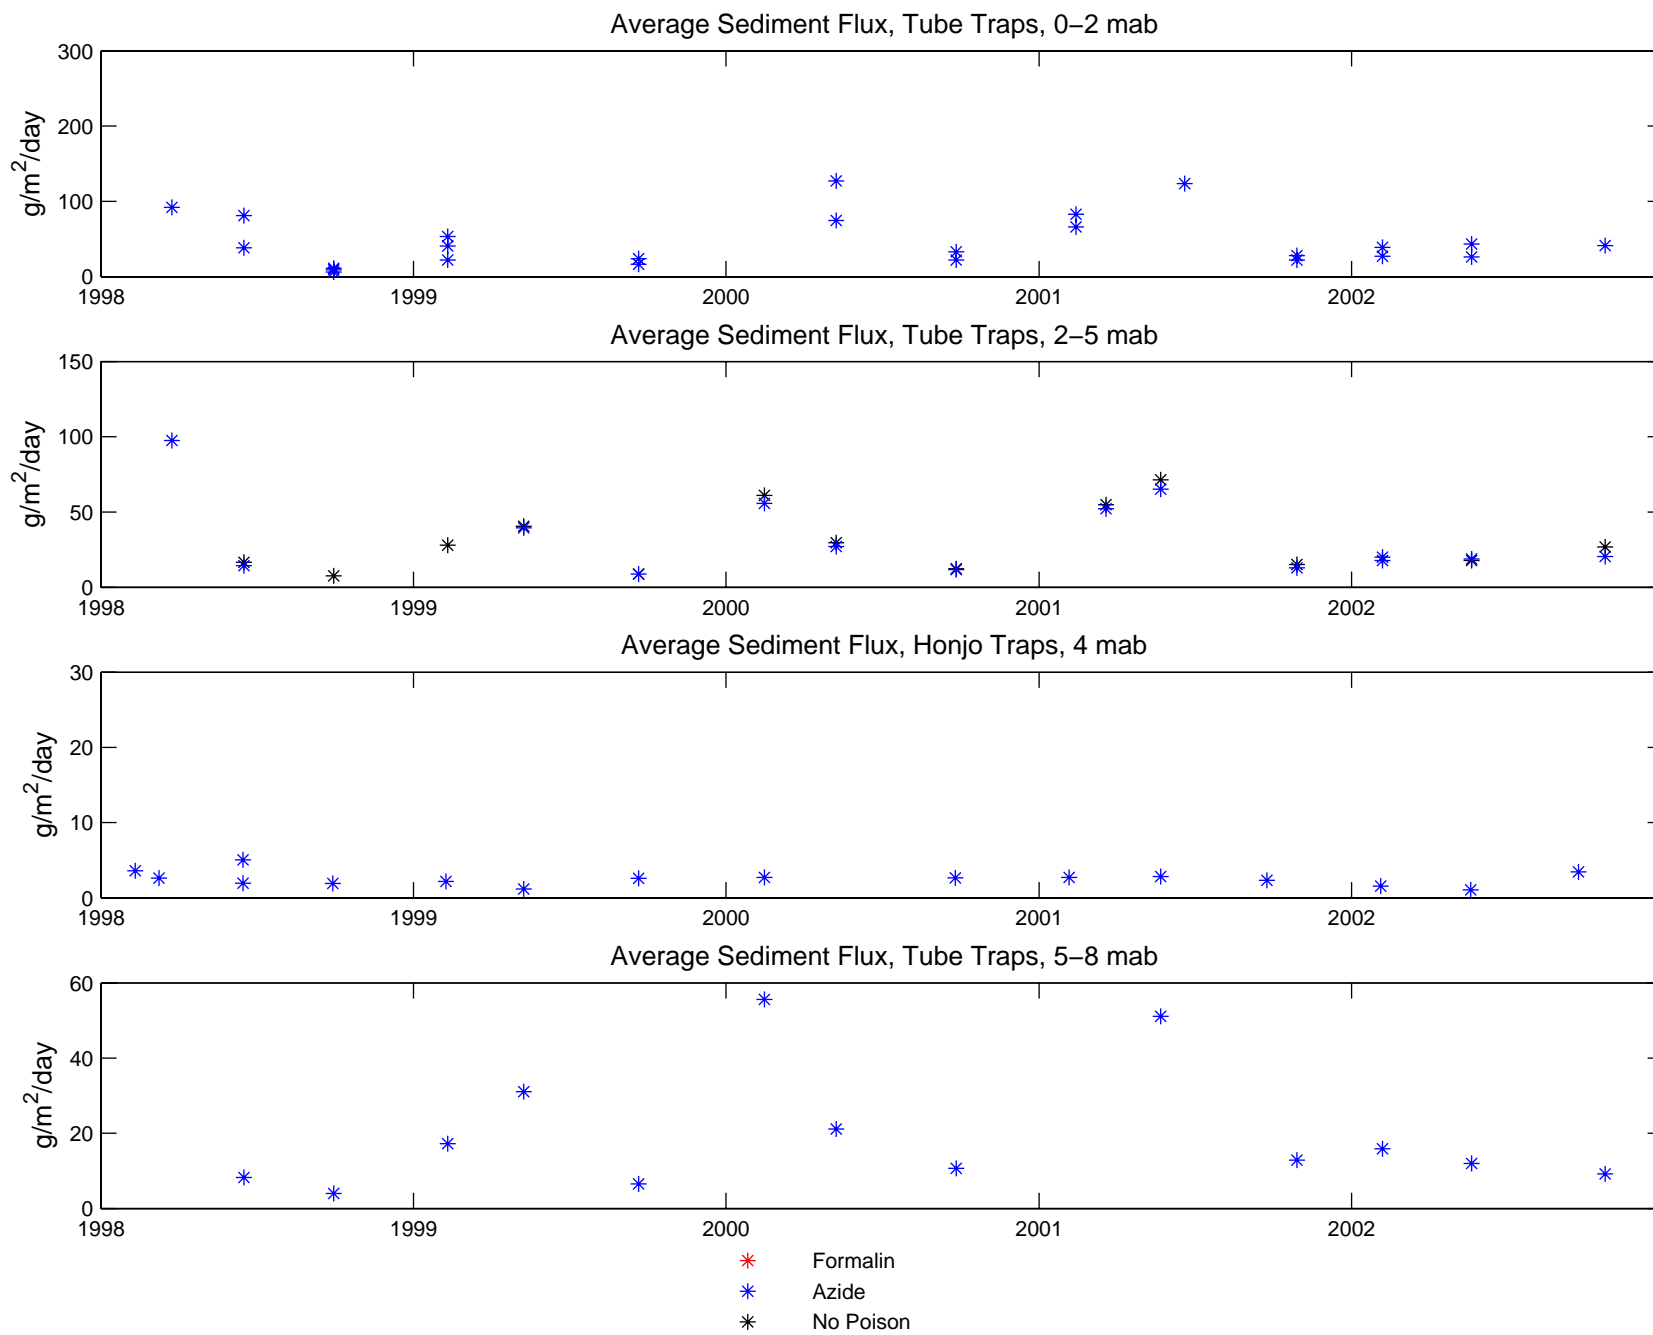 Average Sediment Flux, Tube Traps, 0−2 mab
300
200
100
0
g/m2/day
1998 1999 2000 2001 2002
Average Sediment Flux, Tube Traps, 2−5 mab
150
100
50
0
g/m2/day
1998 1999 2000 2001 2002
Average Sediment Flux, Honjo Traps, 4 mab
30
20
10
0
g/m2/day
1998 1999 2000 2001 2002
Average Sediment Flux, Tube Traps, 5−8 mab
60
40
20
0
g/m2/day
1998 1999 2000 2001 2002
Formalin
Azide
No Poison